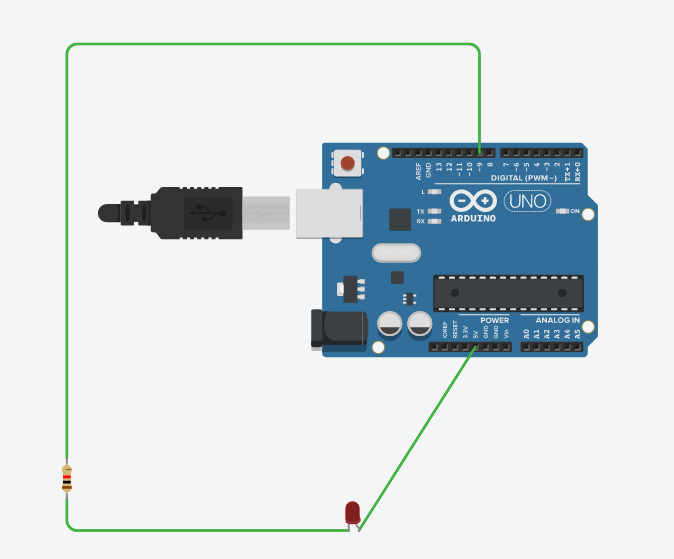 AREF
GND
13
12
~11
~10
~9
8
7
~6
~5
4
~3
2
TX→1
RX←0
DIGITAL (PWM~)
L
TX
RX
ARDUINO
UNO
ON
POWER
ANALOG IN
IOREF
RESET
3.3V
5V
GND
GND
Vin
A0
A1
A2
A3
A4
A5